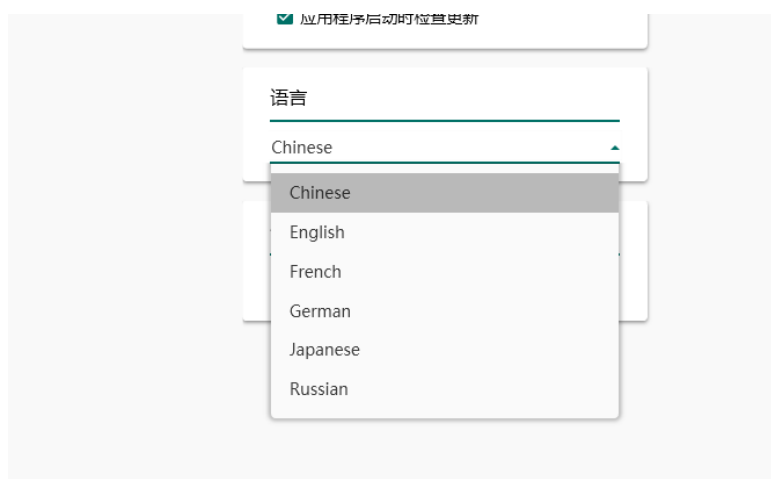 应用程序启动时检查更新
语言
Chinese
Chinese
English
French
German
Japanese
Russian